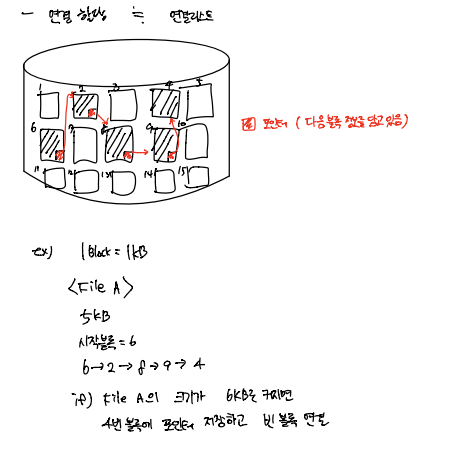 - 연결 할당 ≒ 연결리스트
1 2 3 4 5
6 7 8 9 10
11 12 13 14 15
포인터 (다음블록 정보를 담고있음)
ex) 1 Block = 1kB
<File A>
5KB
시작블록 = 6
6→2→8→9→4
if) File A의 크기가 6KB로 커지면
4번 블록에 포인터 저장하고 빈 블록 연결